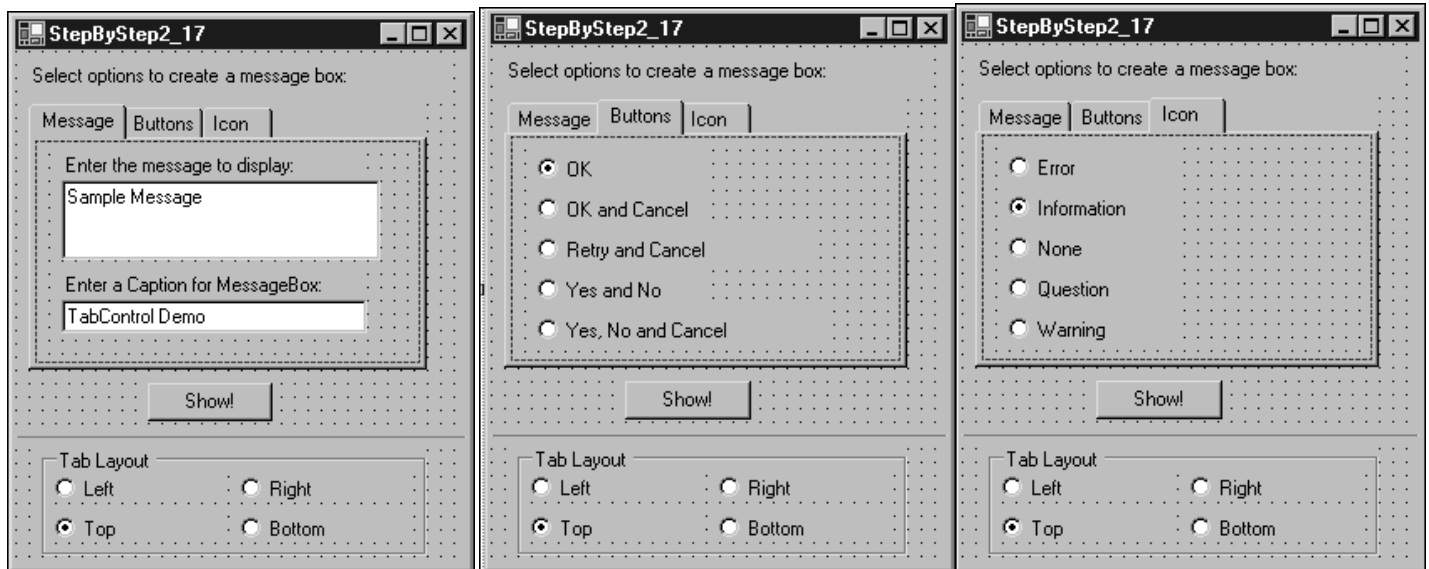 StepByStep2_17
Select options to create a message box:
Message Buttons Icon
Enter the message to display:
Sample Message
Enter a Caption for MessageBox:
TabControl Demo
Show!
Tab Layout
Left Right
Top Bottom
StepByStep2_17
Select options to create a message box:
Message Buttons Icon
OK
OK and Cancel
Retry and Cancel
Yes and No
Yes, No and Cancel
Show!
Tab Layout
Left Right
Top Bottom
StepByStep2_17
Select options to create a message box:
Message Buttons Icon
Error
Information
None
Question
Warning
Show!
Tab Layout
Left Right
Top Bottom